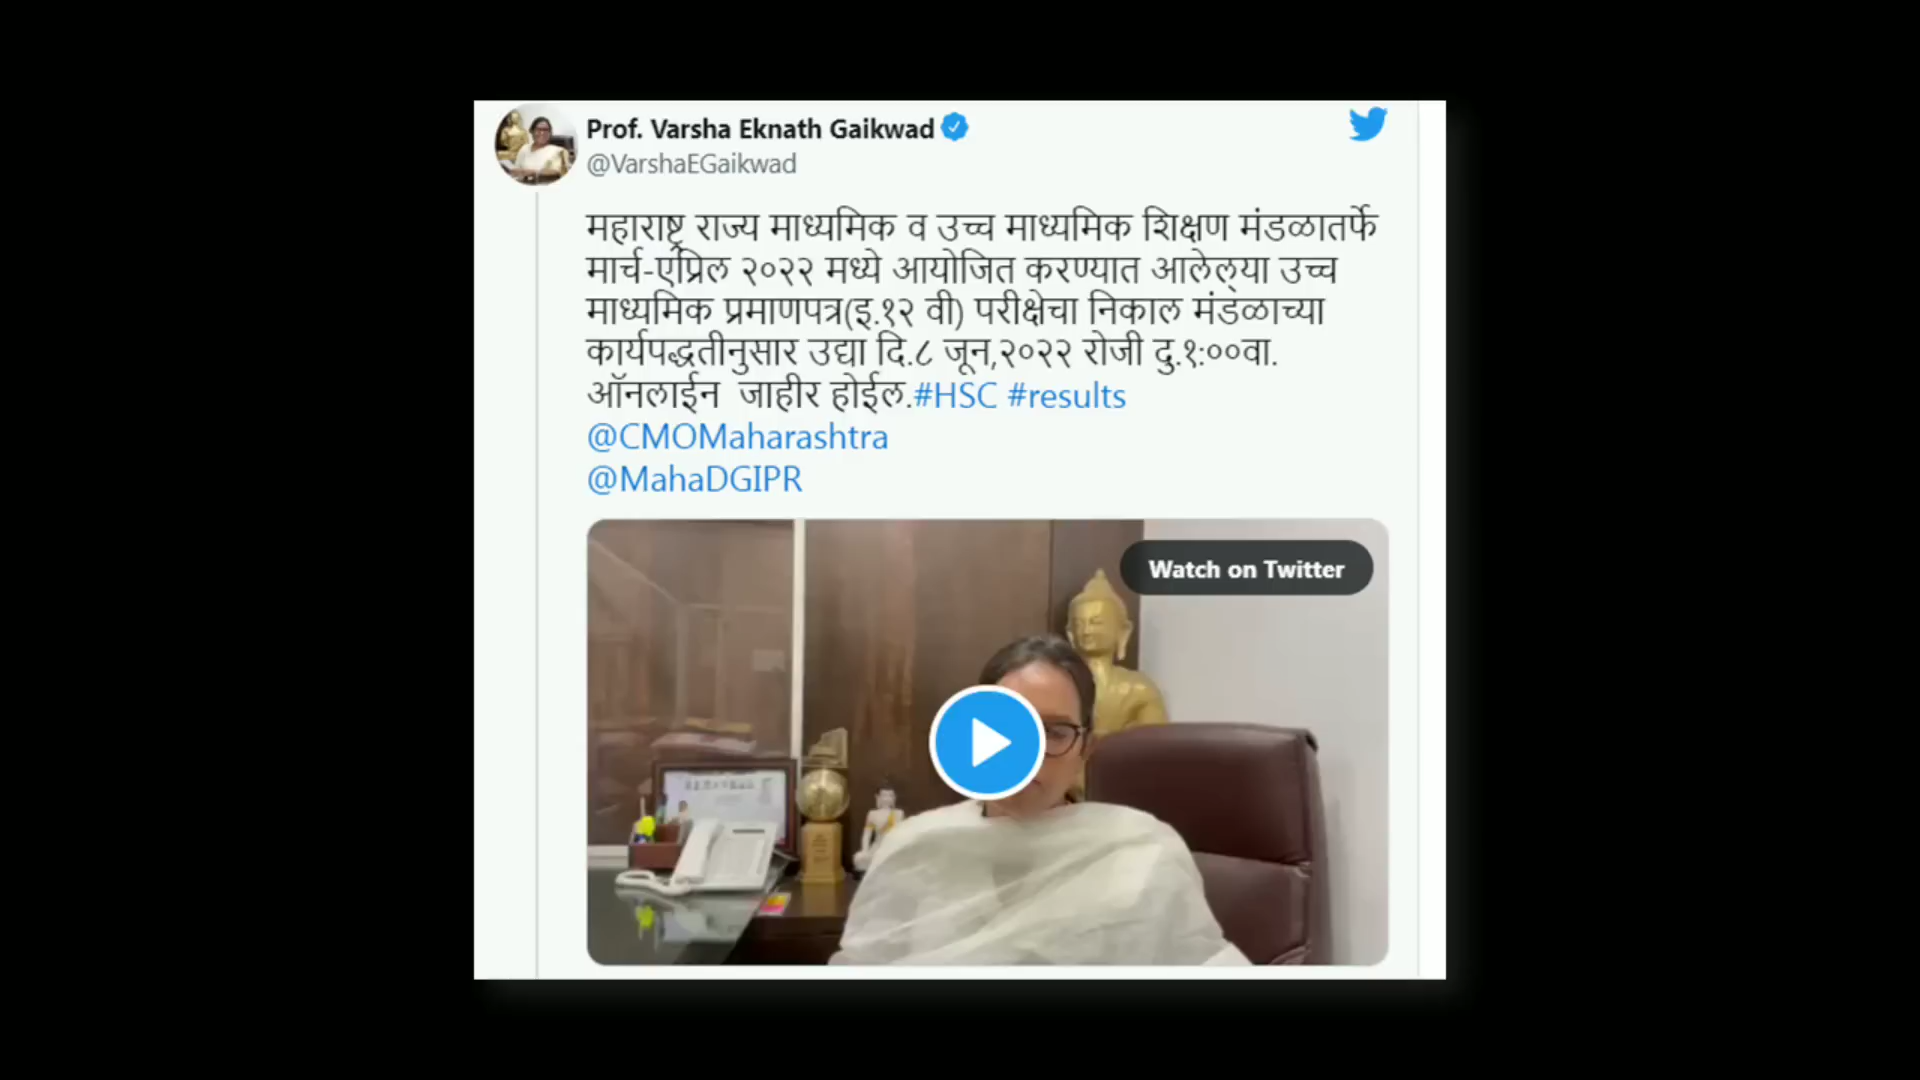 Prof. Varsha Eknath Gaikwad
@VarshaEGaikwad
महाराष्ट्र राज्य माध्यमिक व उच्च माध्यमिक शिक्षण मंडळातर्फे
मार्च-एप्रिल २०२२ मध्ये आयोजित करण्यात आलेल्या उच्च
माध्यमिक प्रमाणपत्र(इ.१२ वी) परीक्षेचा निकाल मंडळाच्या
कार्यपद्धतीनुसार उद्या दि.८ जून,२०२२ रोजी दु.१:००वा.
ऑनलाईन जाहीर होईल.#HSC #results
@CMOMaharashtra
@MahaDGIPR
Watch on Twitter